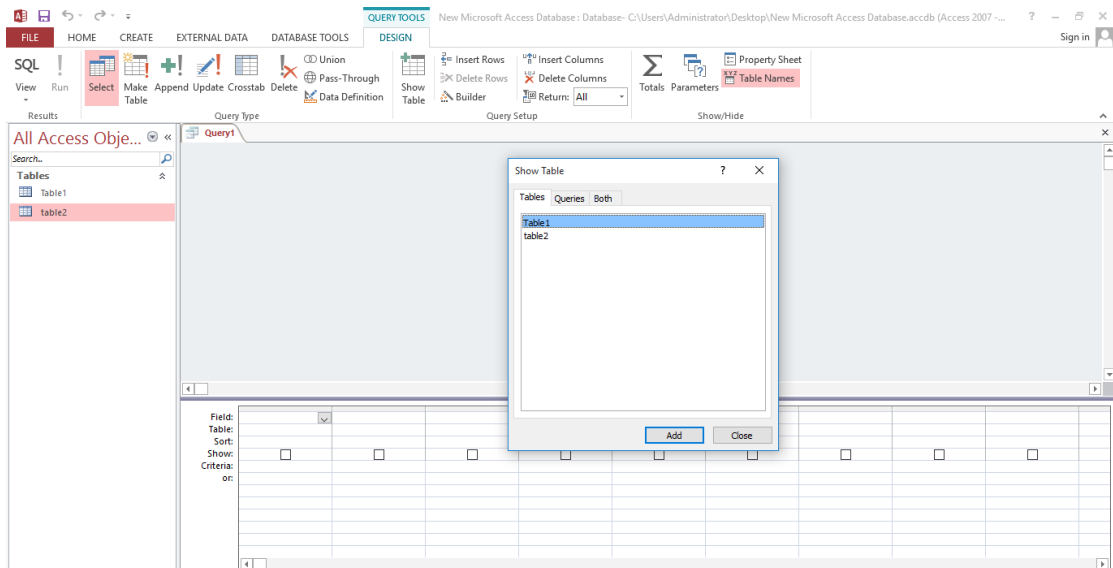 QUERY TOOLS New Microsoft Access Database : Database- C:\Users\Administrator\Desktop\New Microsoft Access Database.accdb (Access 2007 -... ?
FILE HOME CREATE EXTERNAL DATA DATABASE TOOLS DESIGN Sign in
SQL View
Run
Results
Select
Make Table
Append
Update
Crosstab
Delete
Union
Pass-Through
Data Definition
Query Type
Show Table
Insert Rows
Delete Rows
Builder
Insert Columns
Delete Columns
Return: All
Query Setup
Totals
Parameters
Property Sheet
XYZ Table Names
Show/Hide
All Access Obje... «
Search...
Tables
Table1
table2
Query1
Show Table ?
Tables Queries Both
Table1
table2
Add Close
Field:
Table:
Sort:
Show:
Criteria:
or: